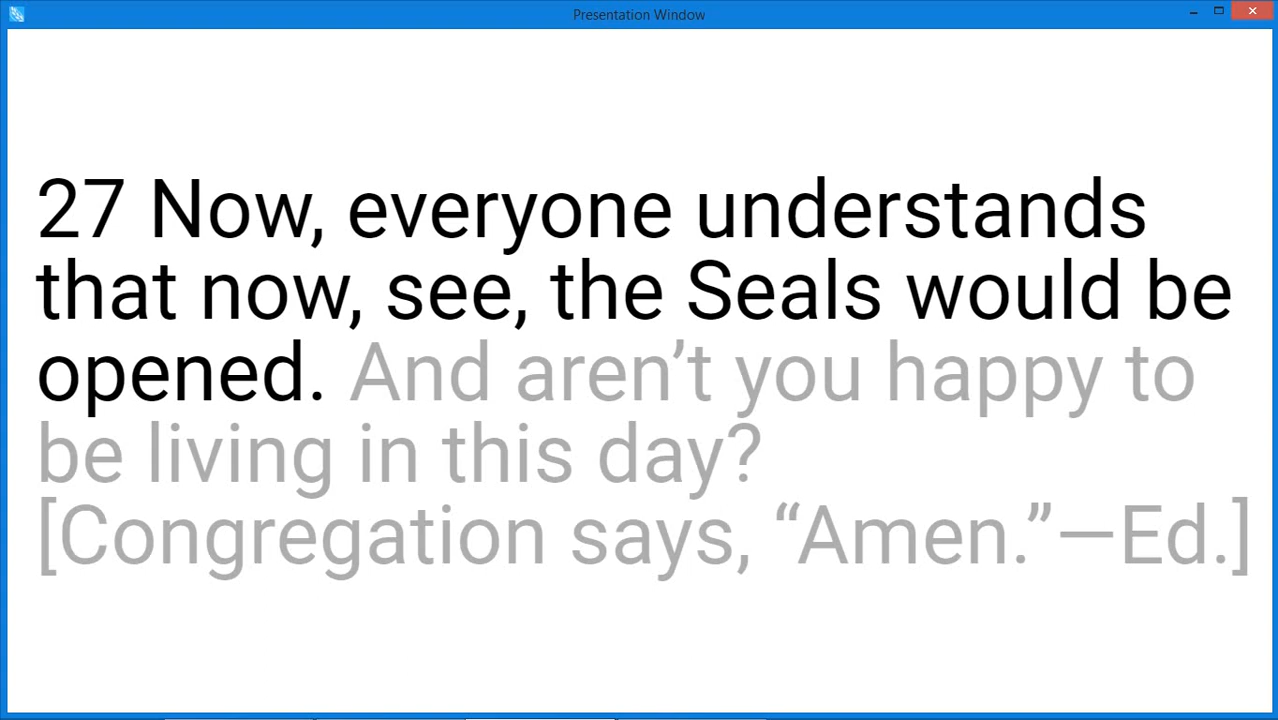 Presentation Window
27 Now, everyone understands
that now, see, the Seals would be
opened. And aren’t you happy to
be living in this day?
[Congregation says, “Amen.”—Ed.]